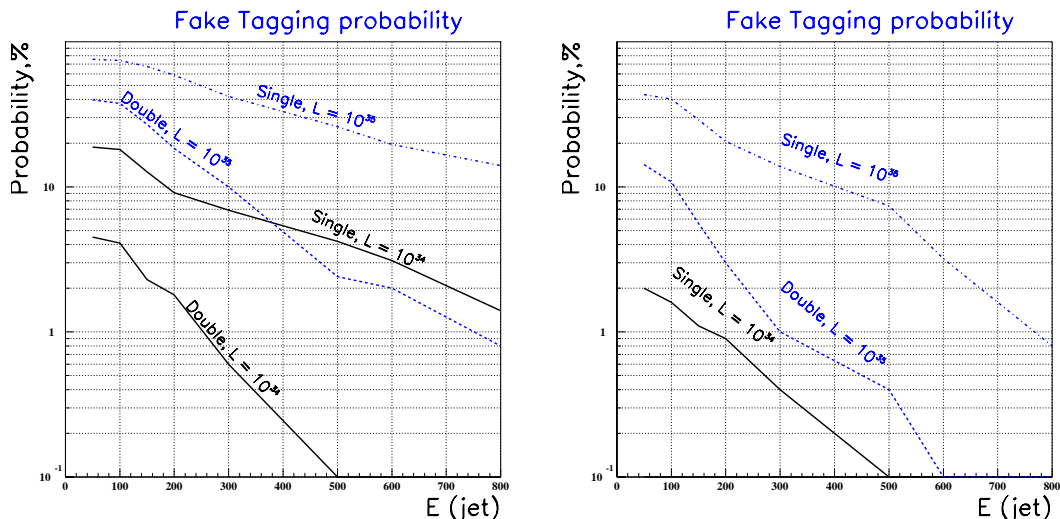 Fake Tagging probability
Probability,%
Single, L = 10³⁵
Double, L = 10³⁵
Single, L = 10³⁴
Double, L = 10³⁴
10
1
10⁻¹
0 100 200 300 400 500 600 700 800
E (jet)
Fake Tagging probability
Probability,%
Single, L = 10³⁵
Single, L = 10³⁴
Double, L = 10³⁵
10
1
10⁻¹
0 100 200 300 400 500 600 700 800
E (jet)